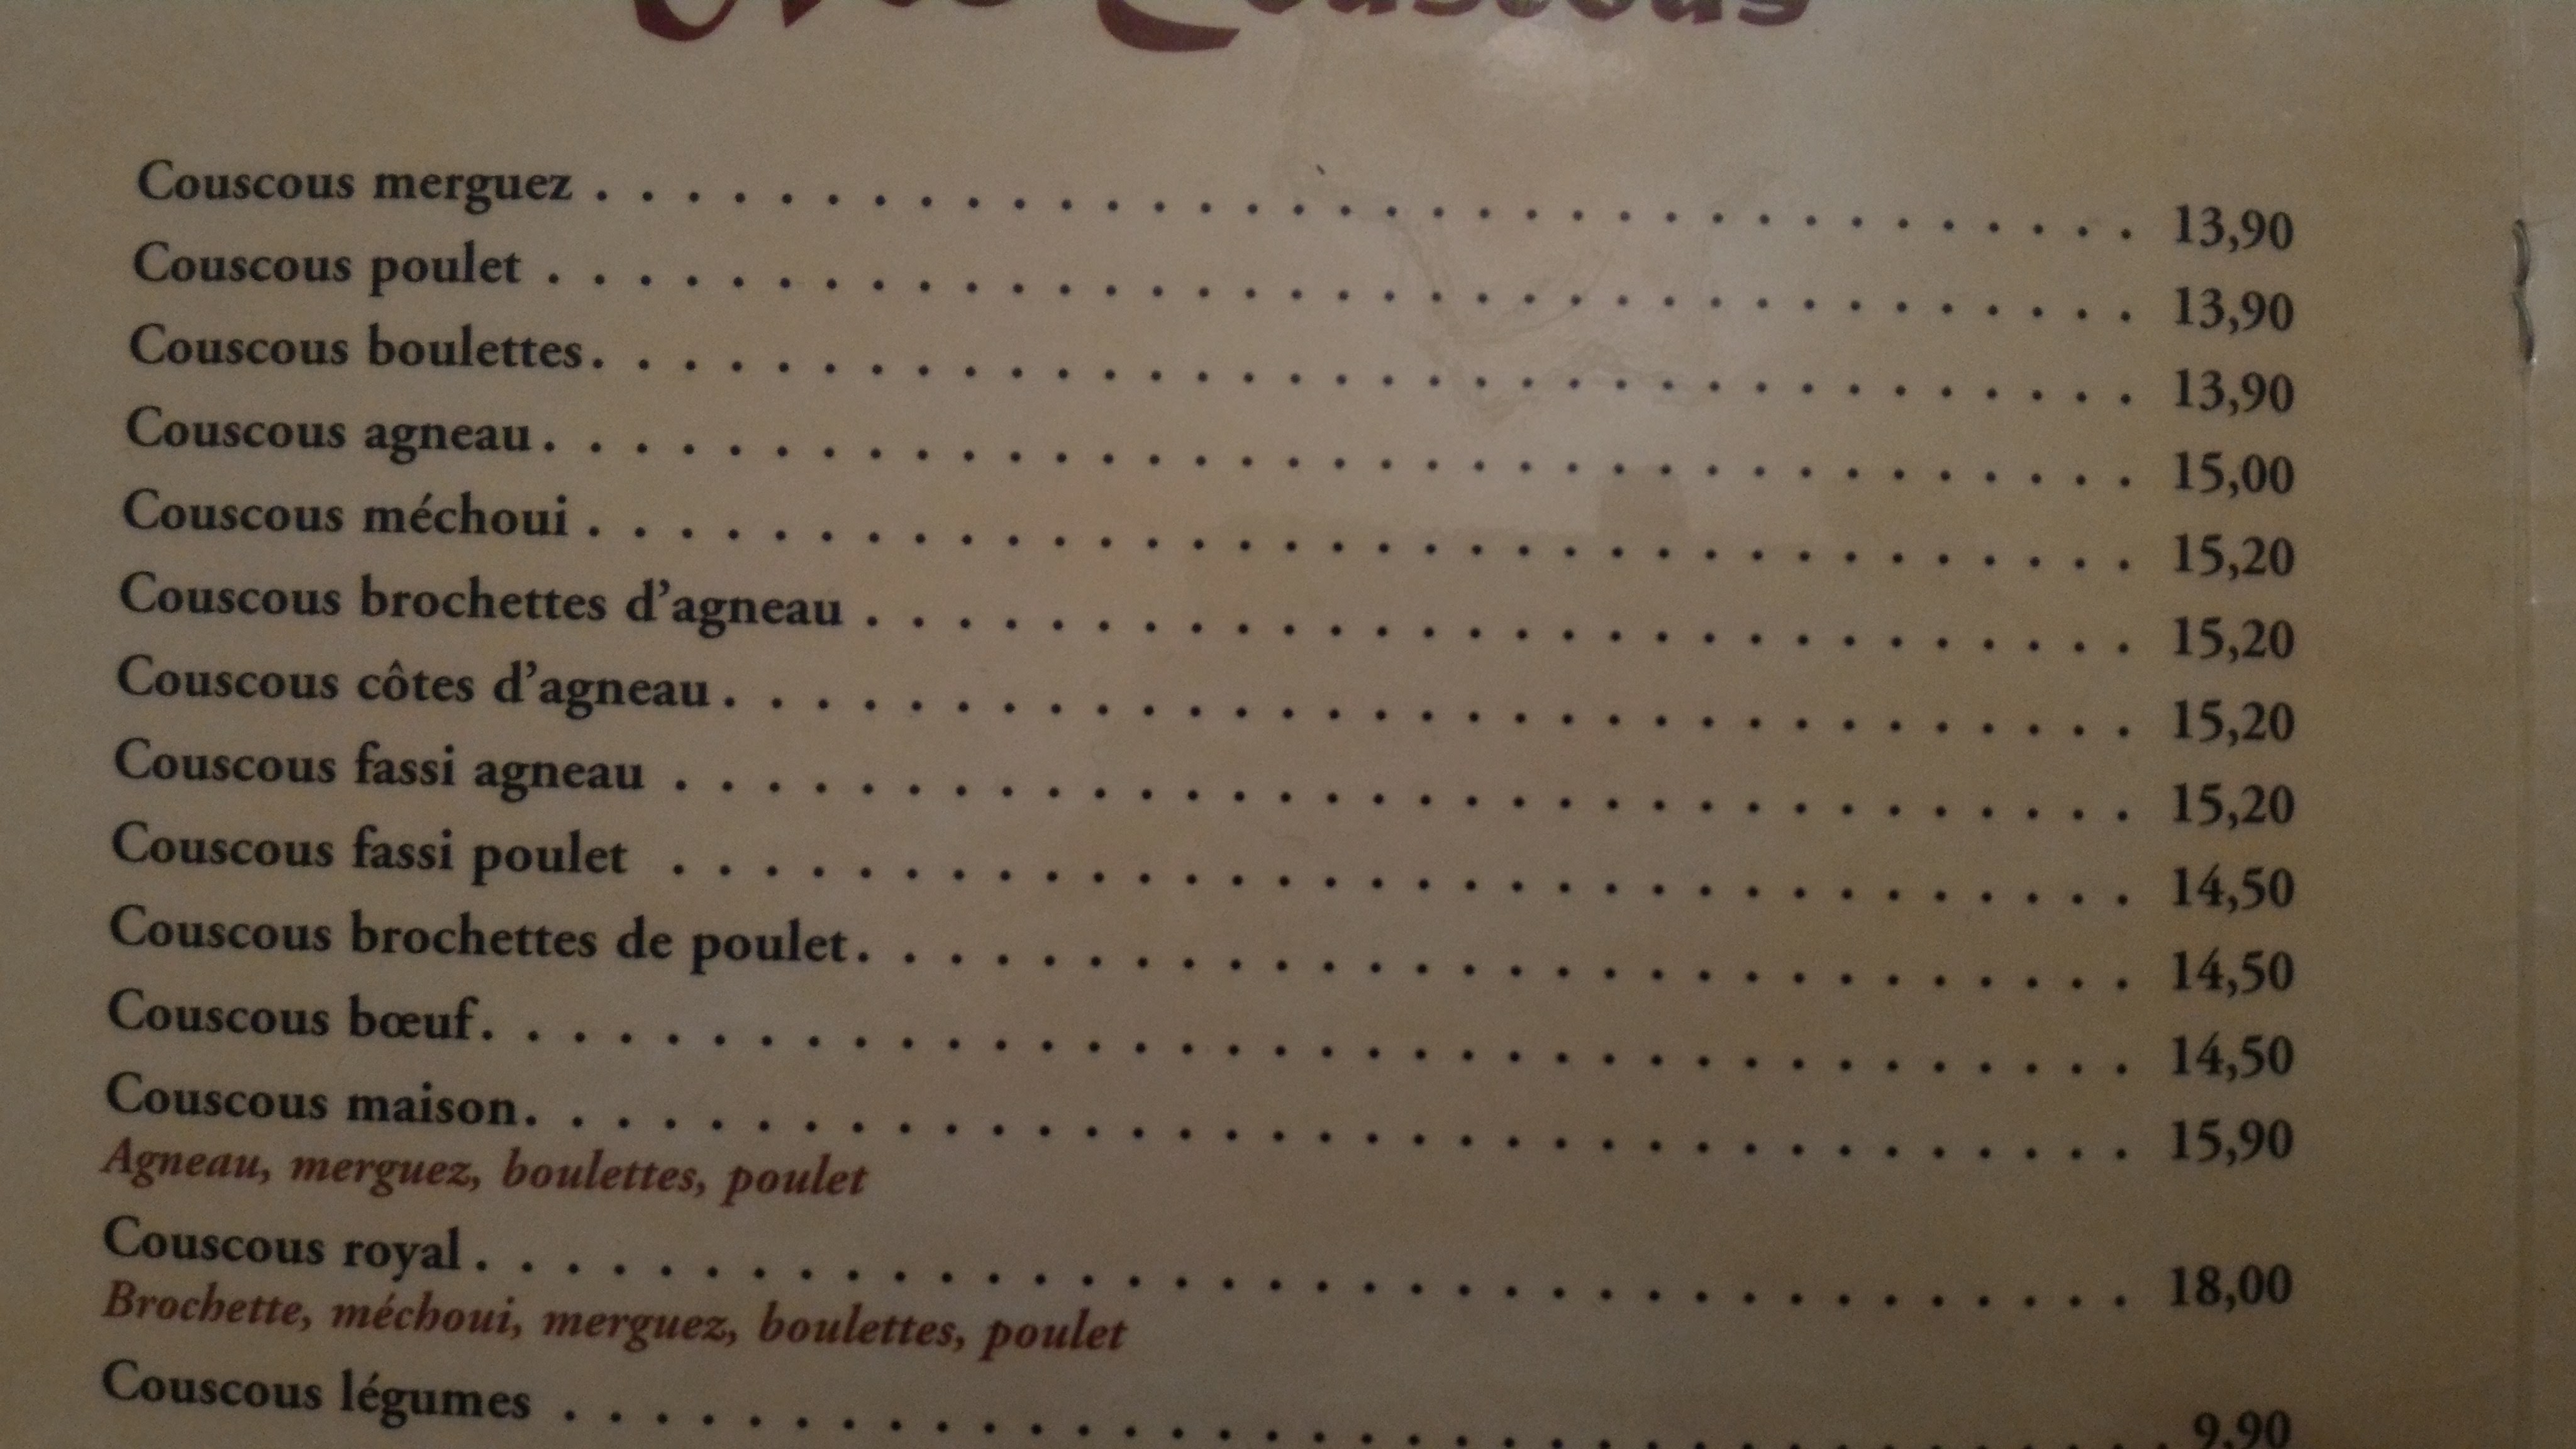 Nos Couscous
Couscous merguez . . . . . . . . . . . . . . . . . . . . . . . . . . . . . . . . . . 13,90
Couscous poulet . . . . . . . . . . . . . . . . . . . . . . . . . . . . . . . . . . . 13,90
Couscous boulettes. . . . . . . . . . . . . . . . . . . . . . . . . . . . . . . . . . 13,90
Couscous agneau. . . . . . . . . . . . . . . . . . . . . . . . . . . . . . . . . . . 15,00
Couscous méchoui . . . . . . . . . . . . . . . . . . . . . . . . . . . . . . . . . . 15,20
Couscous brochettes d’agneau . . . . . . . . . . . . . . . . . . . . . . . . . . . . 15,20
Couscous côtes d’agneau. . . . . . . . . . . . . . . . . . . . . . . . . . . . . . . 15,20
Couscous fassi agneau . . . . . . . . . . . . . . . . . . . . . . . . . . . . . . . . 15,20
Couscous fassi poulet . . . . . . . . . . . . . . . . . . . . . . . . . . . . . . . . 14,50
Couscous brochettes de poulet. . . . . . . . . . . . . . . . . . . . . . . . . . . . 14,50
Couscous bœuf. . . . . . . . . . . . . . . . . . . . . . . . . . . . . . . . . . . . 14,50
Couscous maison. . . . . . . . . . . . . . . . . . . . . . . . . . . . . . . . . . . 15,90
Agneau, merguez, boulettes, poulet
Couscous royal. . . . . . . . . . . . . . . . . . . . . . . . . . . . . . . . . . . . 18,00
Brochette, méchoui, merguez, boulettes, poulet
Couscous légumes . . . . . . . . . . . . . . . . . . . . . . . . . . . . . . . . . . . 9,90